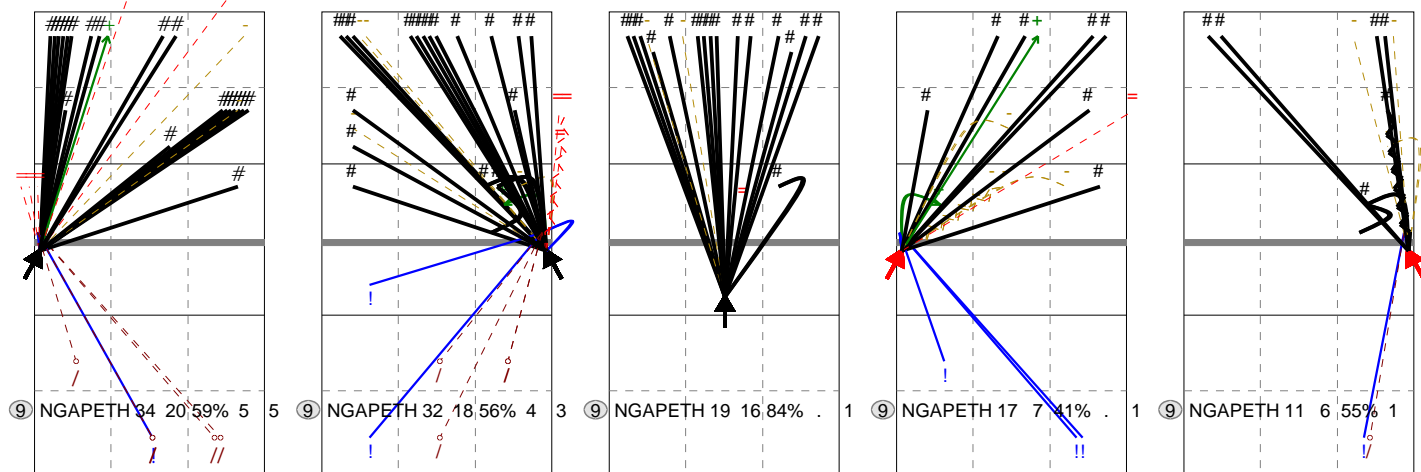 9 NGAPETH 34 20 59% 5 5
9 NGAPETH 32 18 56% 4 3
9 NGAPETH 19 16 84% . 1
9 NGAPETH 17 7 41% . 1
9 NGAPETH 11 6 55% 1